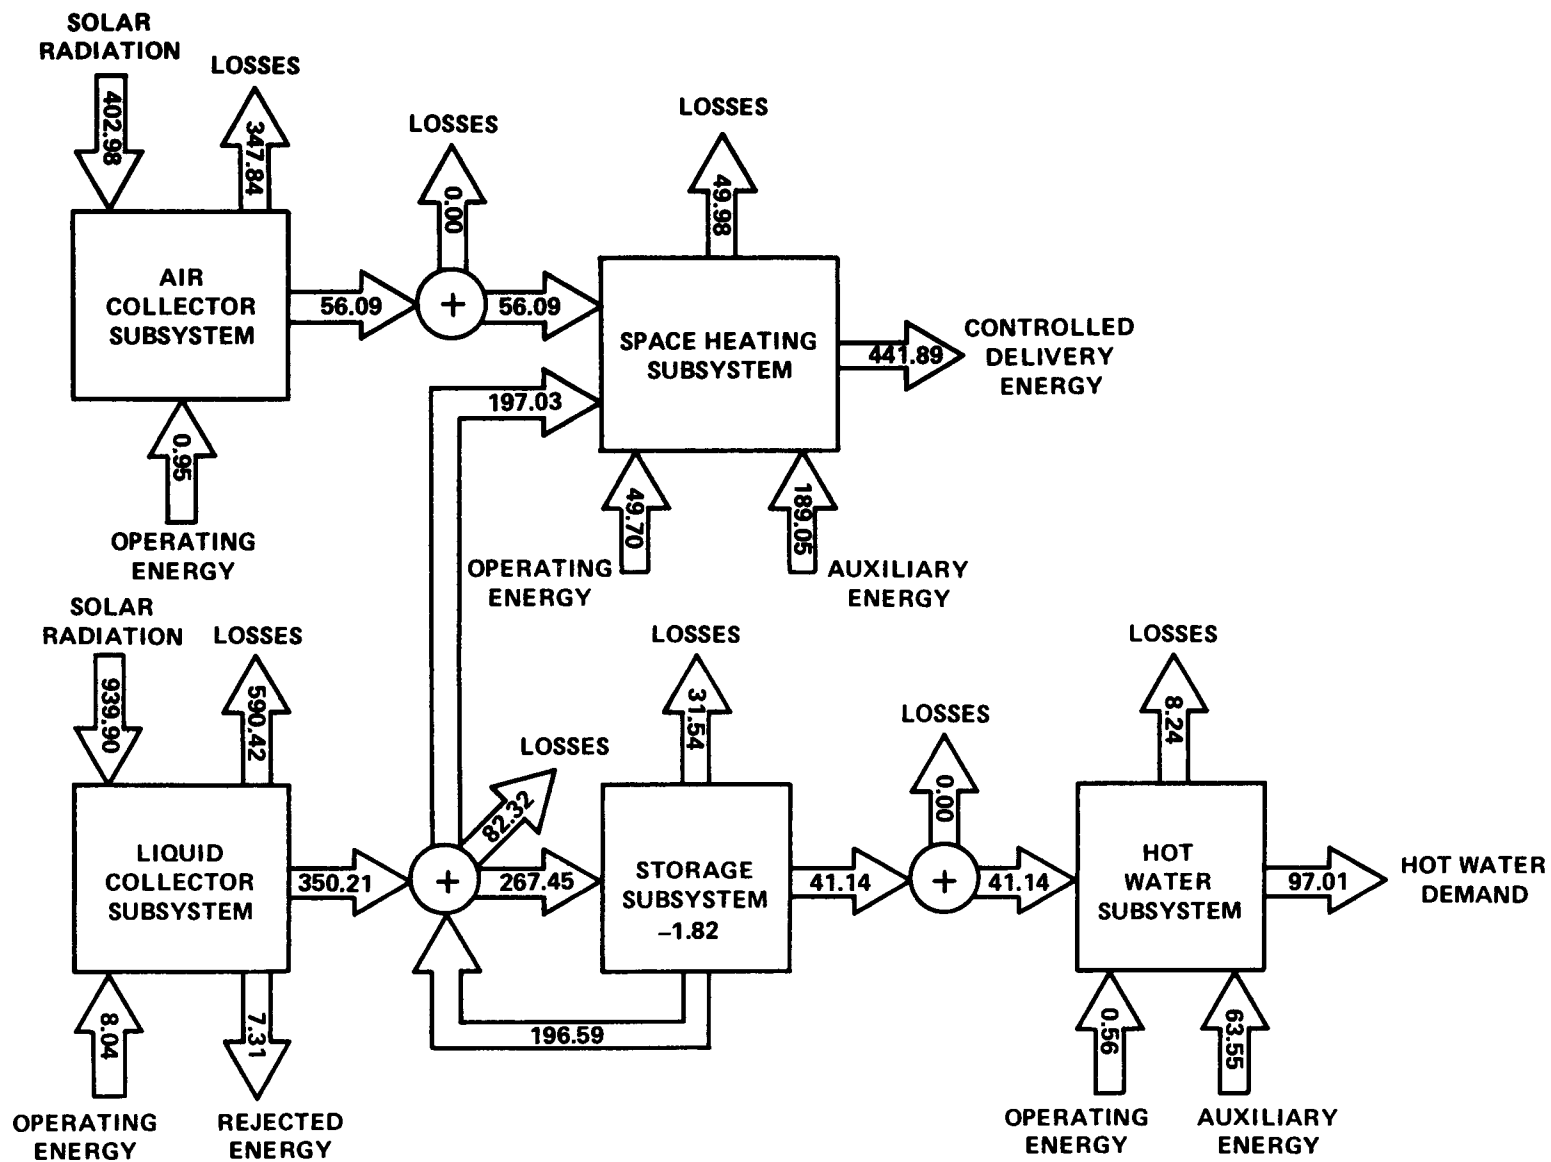 SOLAR
RADIATION
402.98
LOSSES
347.84
AIR
COLLECTOR
SUBSYSTEM
0.95
OPERATING
ENERGY
56.09
LOSSES
0.00
+
56.09
LOSSES
49.98
SPACE HEATING
SUBSYSTEM
197.03
49.70
OPERATING
ENERGY
189.05
AUXILIARY
ENERGY
441.89
CONTROLLED
DELIVERY
ENERGY
SOLAR
RADIATION
939.90
LOSSES
590.42
LIQUID
COLLECTOR
SUBSYSTEM
8.04
OPERATING
ENERGY
7.31
REJECTED
ENERGY
350.21
+
LOSSES
82.32
267.45
196.59
LOSSES
31.54
STORAGE
SUBSYSTEM
–1.82
41.14
LOSSES
0.00
+
41.14
LOSSES
8.24
HOT
WATER
SUBSYSTEM
0.56
OPERATING
ENERGY
63.55
AUXILIARY
ENERGY
97.01
HOT WATER
DEMAND